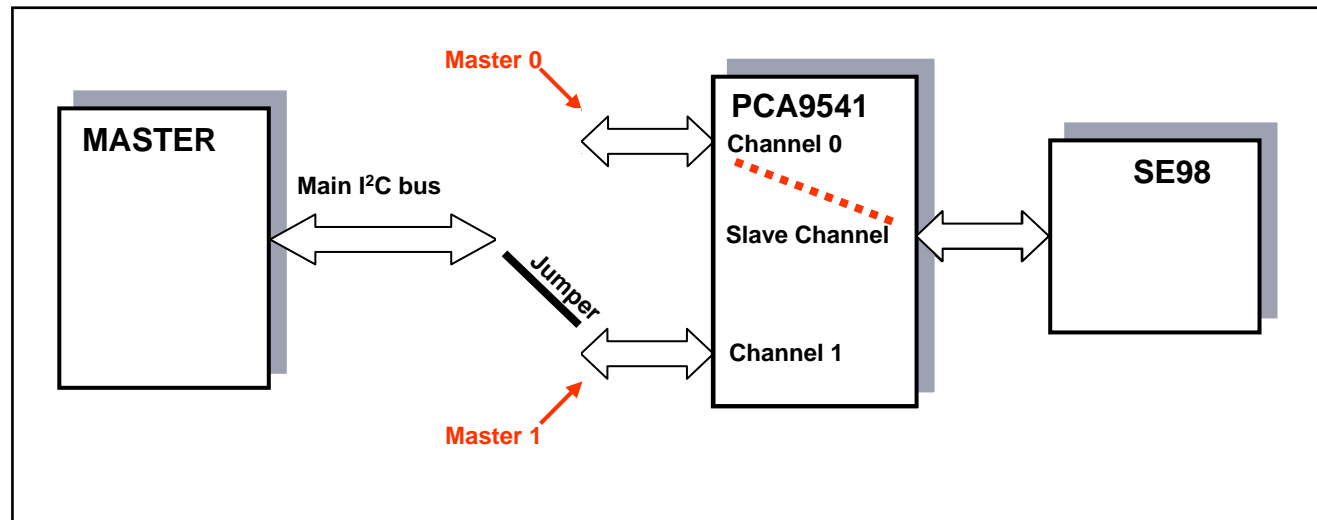 Master 0
MASTER
PCA9541
Channel 0
SE98
Main I²C bus
Slave Channel
Jumper
Channel 1
Master 1